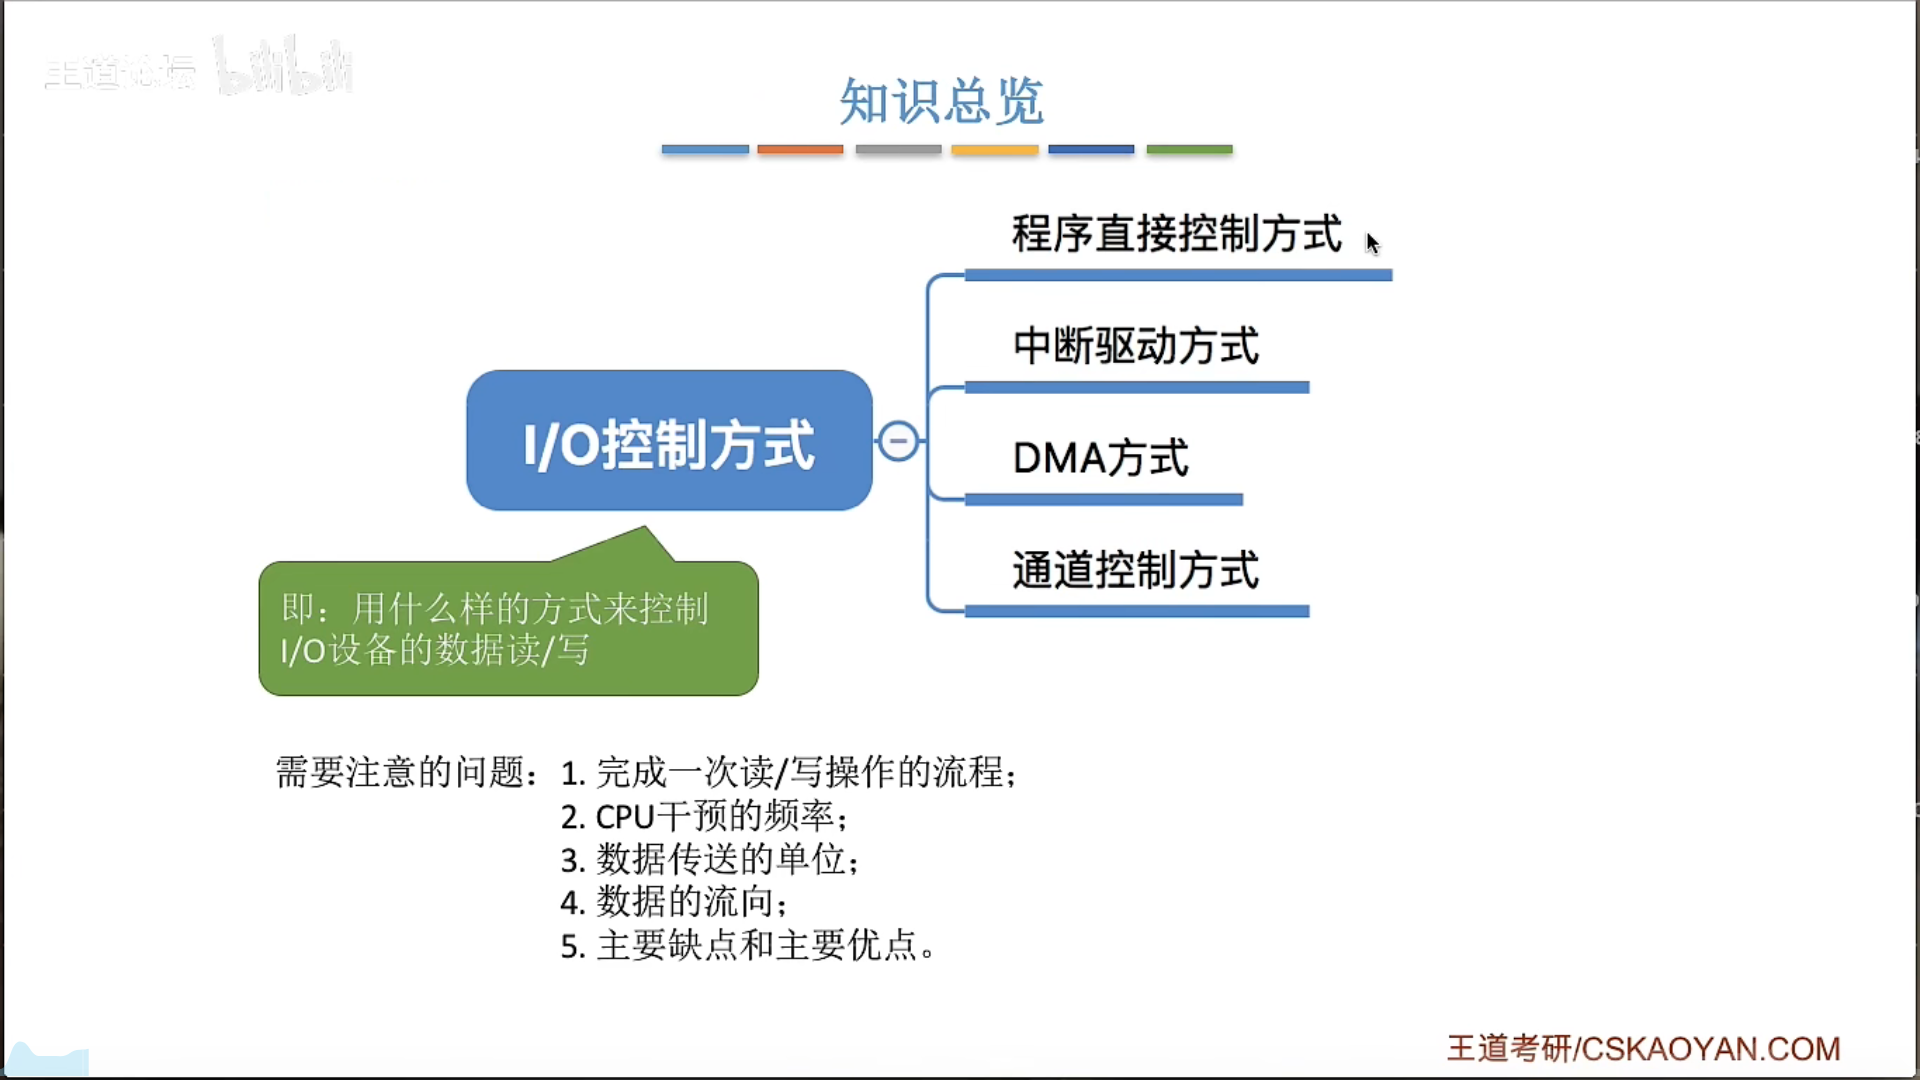 王道论坛 bilibili
知识总览
程序直接控制方式
中断驱动方式
I/O控制方式
DMA方式
通道控制方式
即：用什么样的方式来控制
I/O设备的数据读/写
需要注意的问题：1. 完成一次读/写操作的流程；
2. CPU干预的频率；
3. 数据传送的单位；
4. 数据的流向；
5. 主要缺点和主要优点。
王道考研/CSKAOYAN.COM